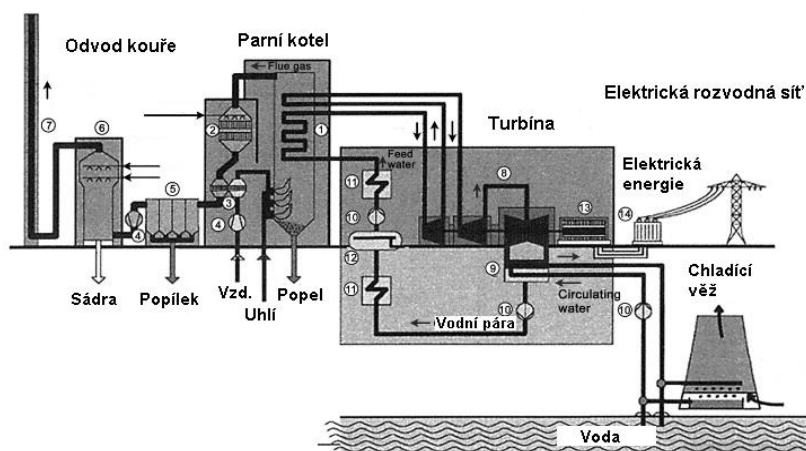 Odvod kouře
Parní kotel
Flue gas
Elektrická rozvodná síť
Turbína
Elektrická
energie
7
6
2
1
Feed
water
5
11
8
13
14
3
10
4
4
12
9
Sádra
Popílek
Vzd.
Uhlí
Popel
11
Circulating
water
Chladící
věž
10
10
Vodní pára
Voda